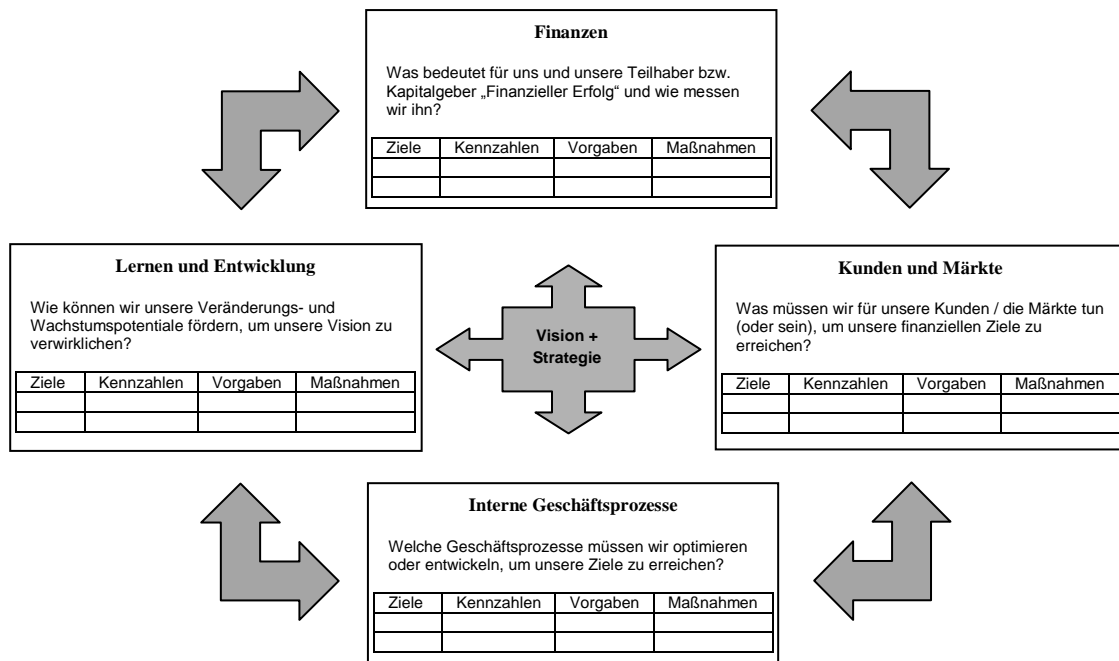 Finanzen
Was bedeutet für uns und unsere Teilhaber bzw.
Kapitalgeber „Finanzieller Erfolg“ und wie messen
wir ihn?
Ziele Kennzahlen Vorgaben Maßnahmen
Lernen und Entwicklung
Wie können wir unsere Veränderungs- und
Wachstumspotentiale fördern, um unsere Vision zu
verwirklichen?
Ziele Kennzahlen Vorgaben Maßnahmen
Vision +
Strategie
Kunden und Märkte
Was müssen wir für unsere Kunden / die Märkte tun
(oder sein), um unsere finanziellen Ziele zu
erreichen?
Ziele Kennzahlen Vorgaben Maßnahmen
Interne Geschäftsprozesse
Welche Geschäftsprozesse müssen wir optimieren
oder entwickeln, um unsere Ziele zu erreichen?
Ziele Kennzahlen Vorgaben Maßnahmen